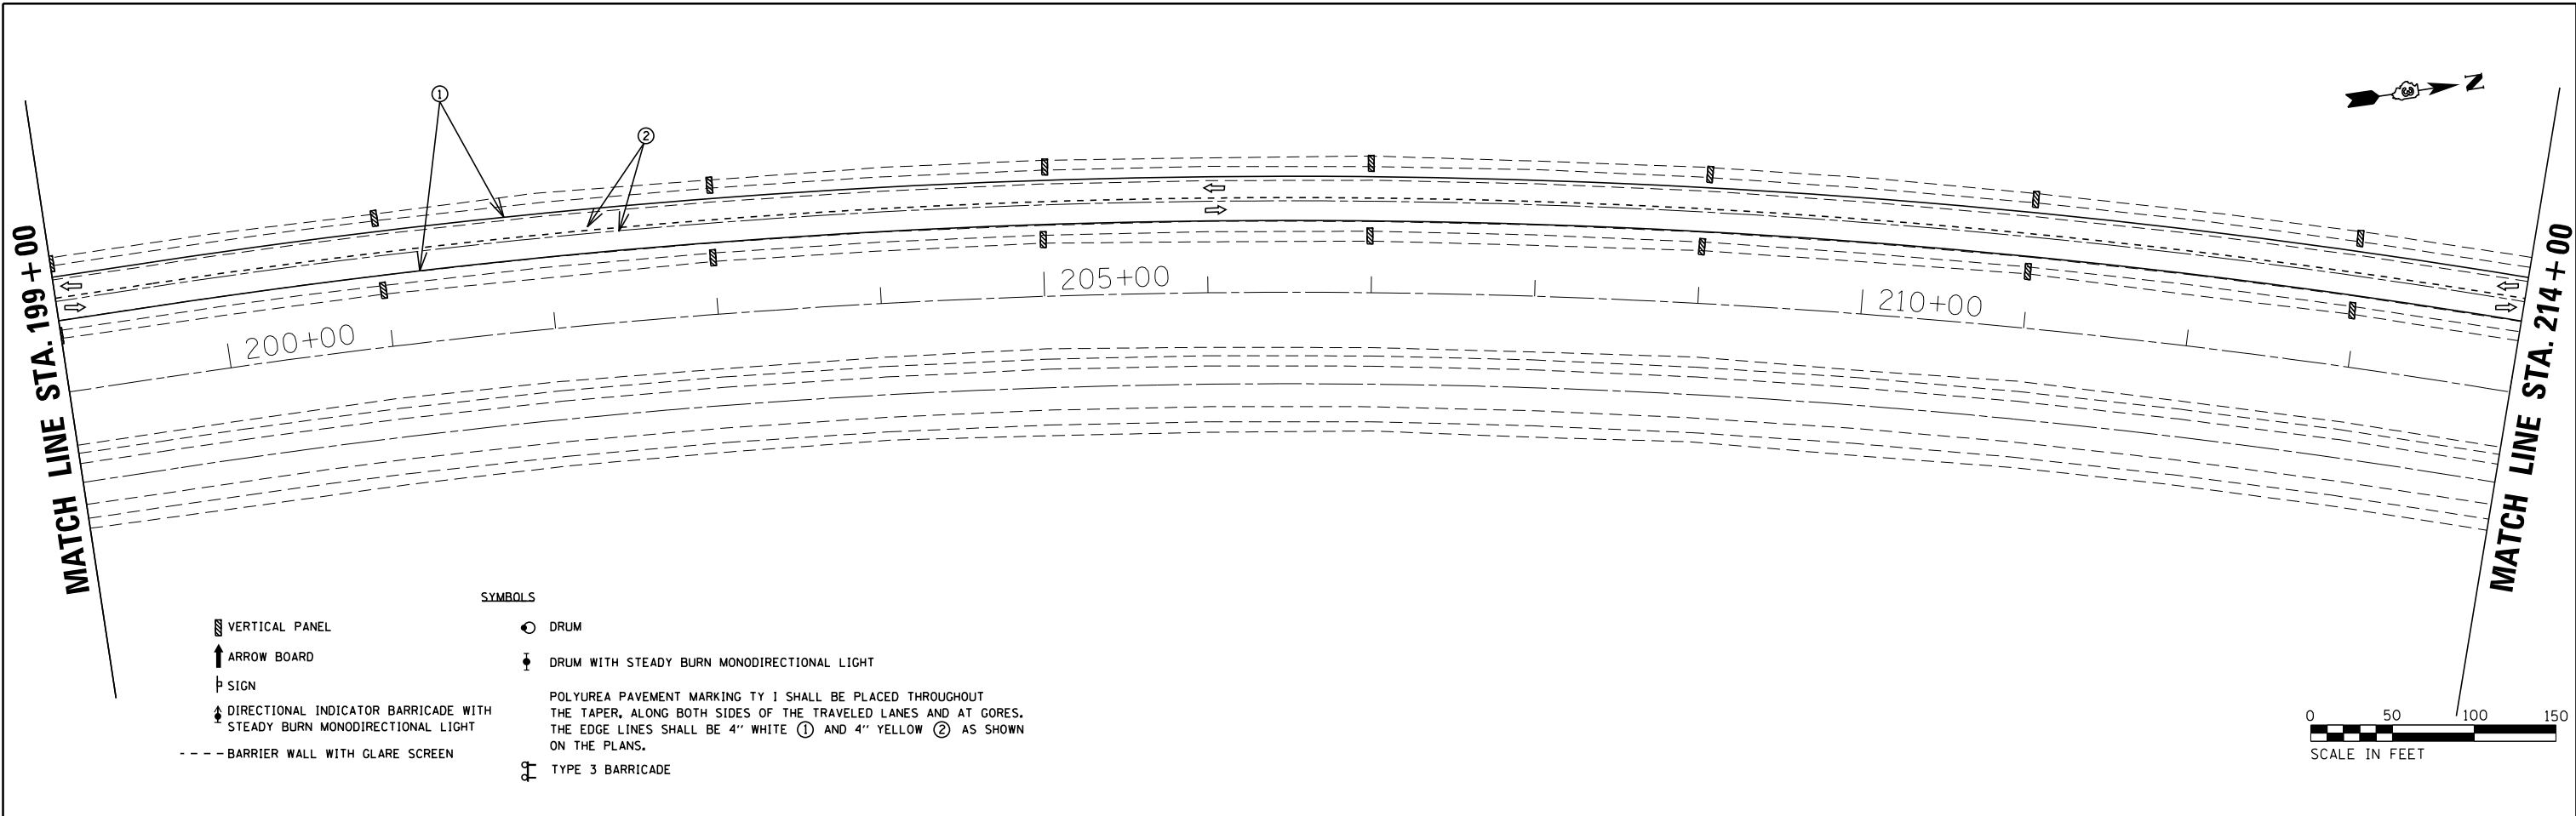 ①
②
N
3
MATCH LINE STA. 199+00
200+00
205+00
210+00
MATCH LINE STA. 214+00
SYMBOLS
VERTICAL PANEL
ARROW BOARD
SIGN
DIRECTIONAL INDICATOR BARRICADE WITH
STEADY BURN MONODIRECTIONAL LIGHT
BARRIER WALL WITH GLARE SCREEN
DRUM
DRUM WITH STEADY BURN MONODIRECTIONAL LIGHT
POLYUREA PAVEMENT MARKING TY I SHALL BE PLACED THROUGHOUT
THE TAPER, ALONG BOTH SIDES OF THE TRAVELED LANES AND AT GORES.
THE EDGE LINES SHALL BE 4" WHITE ① AND 4" YELLOW ② AS SHOWN
ON THE PLANS.
TYPE 3 BARRICADE
0 50 100 150
SCALE IN FEET